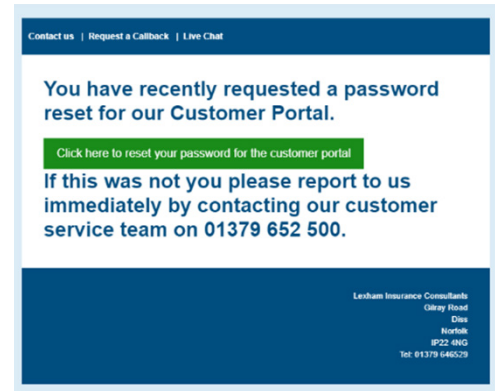 Contact us | Request a Callback | Live Chat
You have recently requested a password
reset for our Customer Portal.
Click here to reset your password for the customer portal
If this was not you please report to us
immediately by contacting our customer
service team on 01379 652 500.
Lexham Insurance Consultants
Gilray Road
Diss
Norfolk
IP22 4NG
Tel: 01379 646529